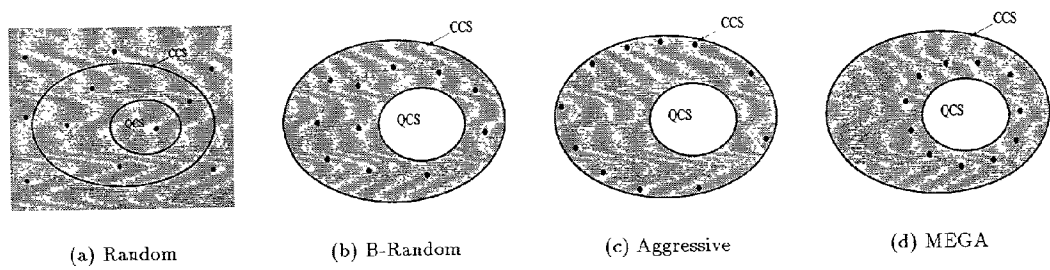 CCS
QCS
(a) Random
CCS
QCS
(b) B-Random
CCS
QCS
(c) Aggressive
CCS
QCS
(d) MEGA